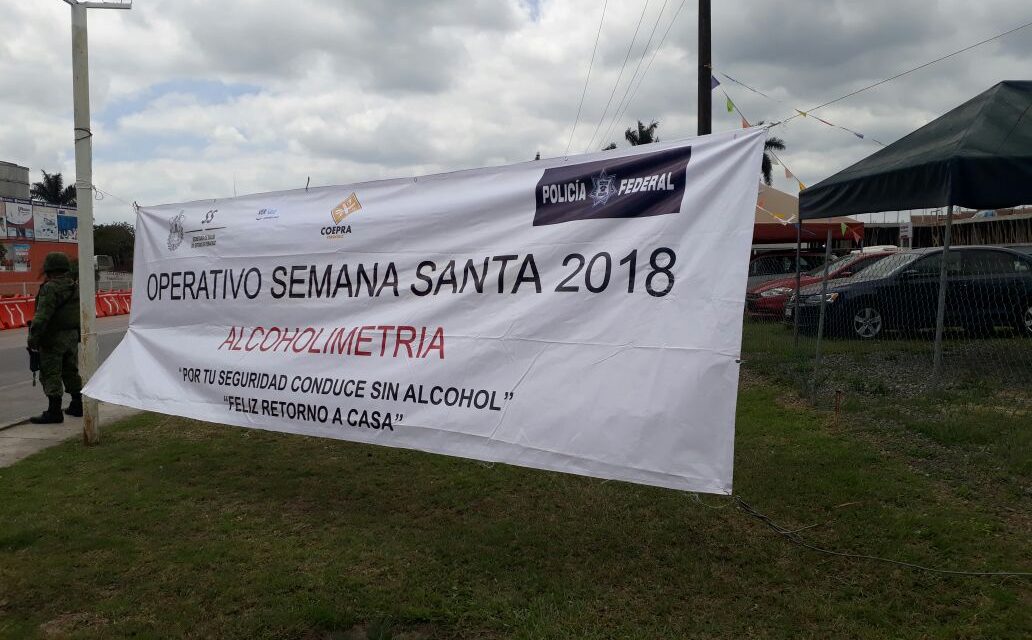 COEPRA
POLICÍA FEDERAL
OPERATIVO SEMANA SANTA 2018
ALCOHOLIMETRIA
"POR TU SEGURIDAD CONDUCE SIN ALCOHOL"
"FELIZ RETORNO A CASA"